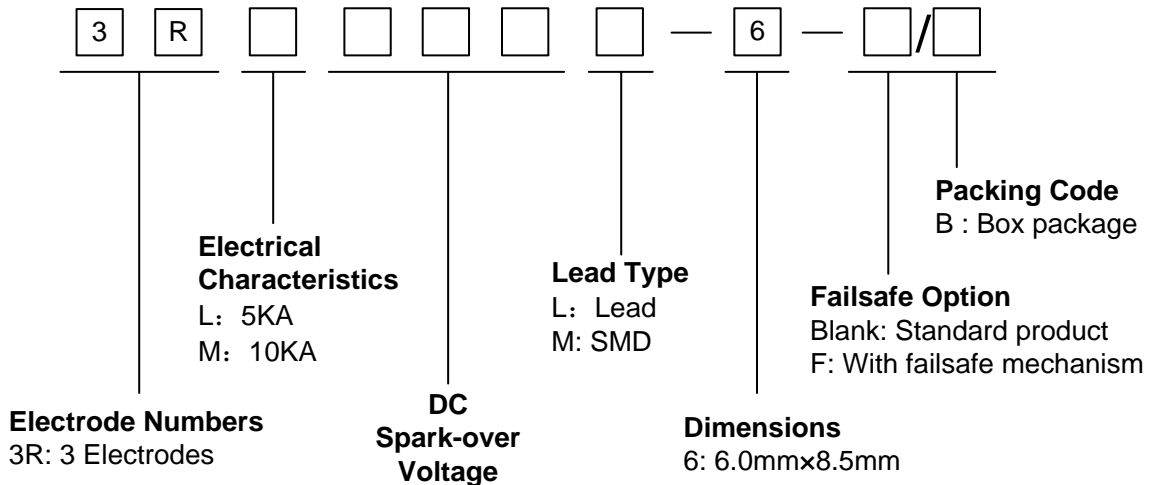 3 R — 6 — /
Packing Code
B : Box package
Electrical
Characteristics
L：5KA
M：10KA
Lead Type
L：Lead
M: SMD
Failsafe Option
Blank: Standard product
F: With failsafe mechanism
Electrode Numbers
3R: 3 Electrodes
DC
Spark-over
Voltage
Dimensions
6: 6.0mm×8.5mm